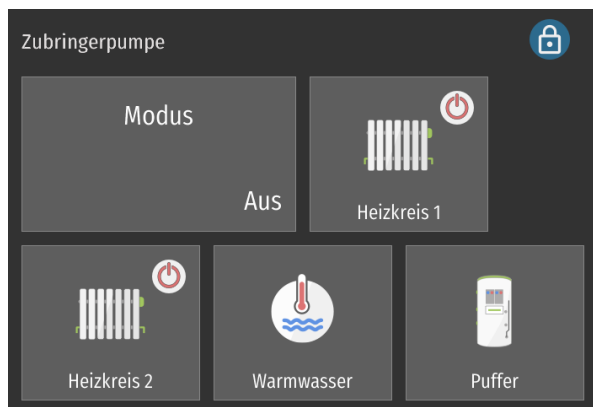 Zubringerpumpe
Modus
Aus
Heizkreis 1
Heizkreis 2
Warmwasser
Puffer